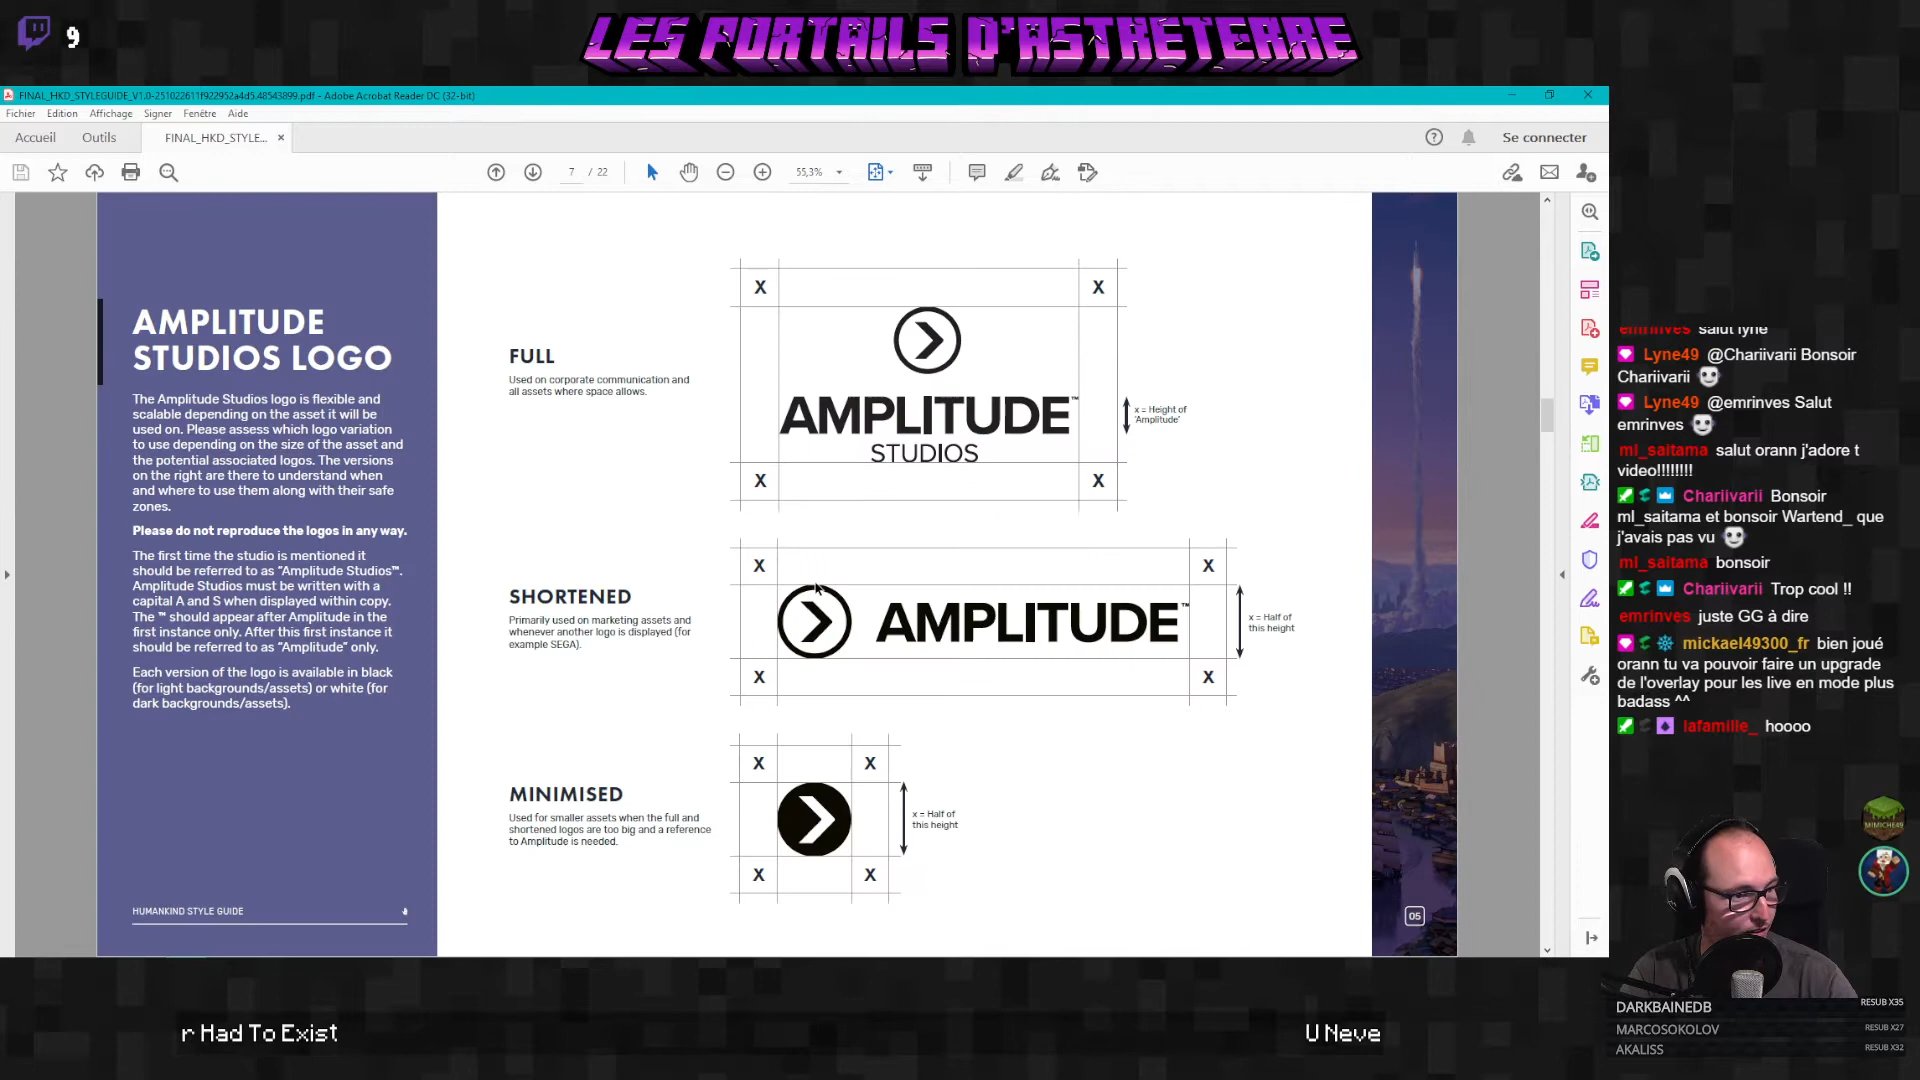 9
LES PORTAILS D'ASTRETERRE
FINAL_HKD_STYLEGUIDE_V1.0-251022611f922952a4d5.48543899.pdf - Adobe Acrobat Reader DC (32-bit)
Fichier Edition Affichage Signer Fenêtre Aide
Accueil Outils FINAL_HKD_STYLE... × Se connecter
7 / 22 55,3%
AMPLITUDE
STUDIOS LOGO
The Amplitude Studios logo is flexible and
scalable depending on the asset it will be
used on. Please assess which logo variation
to use depending on the size of the asset and
the potential associated logos. The versions
on the right are there to understand when
and where to use them along with their safe
zones.
Please do not reproduce the logos in any way.
The first time the studio is mentioned it
should be referred to as "Amplitude Studios™.
Amplitude Studios must be written with a
capital A and S when displayed within copy.
The ™ should appear after Amplitude in the
first instance only. After this first instance it
should be referred to as "Amplitude" only.
Each version of the logo is available in black
(for light backgrounds/assets) or white (for
dark backgrounds/assets).
HUMANKIND STYLE GUIDE
FULL
Used on corporate communication and
all assets where space allows.
X X
AMPLITUDE™
STUDIOS
X X
x = Height of
'Amplitude'
SHORTENED
Primarily used on marketing assets and
whenever another logo is displayed (for
example SEGA).
X X
AMPLITUDE™
X X
x = Half of
this height
MINIMISED
Used for smaller assets when the full and
shortened logos are too big and a reference
to Amplitude is needed.
X X
X X
x = Half of
this height
05
emrinves salut lyne
Lyne49 @Chariivarii Bonsoir
Chariivarii
Lyne49 @emrinves Salut
emrinves
ml_saitama salut orann j'adore t
video!!!!!!!!
Chariivarii Bonsoir
ml_saitama et bonsoir Wartend_ que
j'avais pas vu
ml_saitama bonsoir
Chariivarii Trop cool !!
emrinves juste GG à dire
mickael49300_fr bien joué
orann tu va pouvoir faire un upgrade
de l'overlay pour les live en mode plus
badass ^^
lafamille_ hoooo
MIMICHE49
DARKBAINEDB RESUB X35
MARCOSOKOLOV RESUB X27
AKALISS RESUB X32
r Had To Exist U Neve